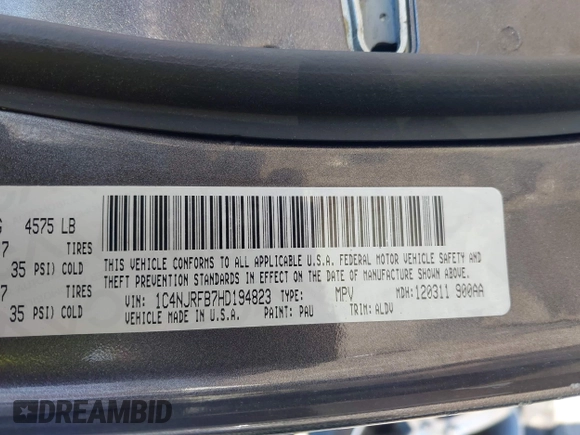 G 4575 LB
7 TIRES
35 PSI) COLD
7 TIRES
35 PSI) COLD
THIS VEHICLE CONFORMS TO ALL APPLICABLE U.S.A. FEDERAL MOTOR VEHICLE SAFETY AND
THEFT PREVENTION STANDARDS IN EFFECT ON THE DATE OF MANUFACTURE SHOWN ABOVE.
VIN: 1C4NJRFB7HD194823 TYPE: MPV MDH:120311 900AA
VEHICLE MADE IN U.S.A. PAINT: PAU TRIM: ALDV
DREAMBID